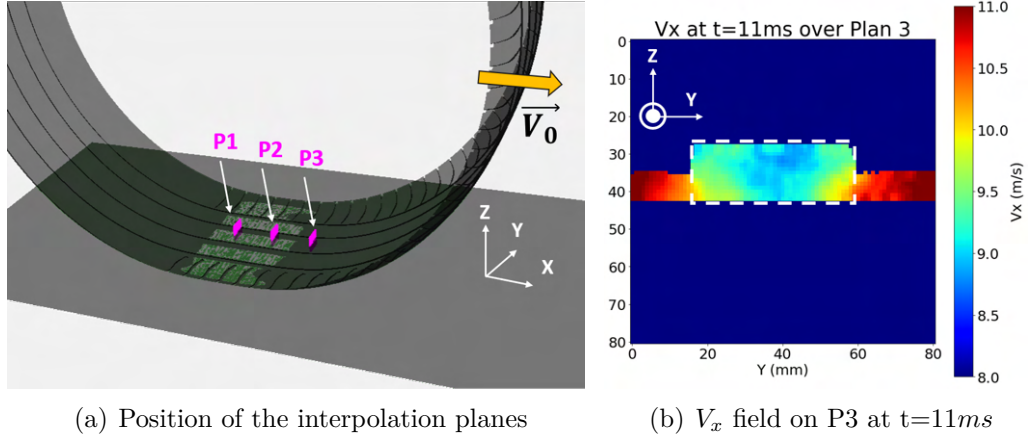 P1
P2
P3
V₀
Z
Y
X
(a) Position of the interpolation planes
Vx at t=11ms over Plan 3
0
10
20
30
40
50
60
70
80
Z
Y
0
20
40
60
80
Y (mm)
11.0
10.5
10.0
9.5
9.0
8.5
8.0
Vx (m/s)
(b) Vₓ field on P3 at t=11ms